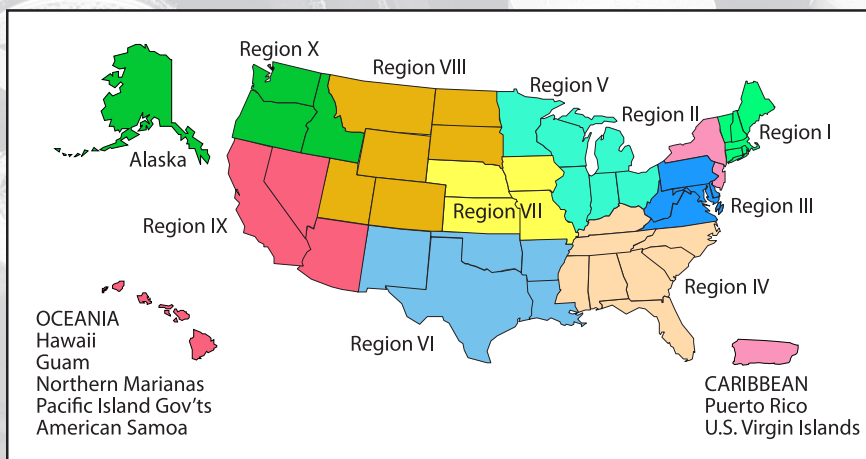 Region X
Region VIII
Region V
Region II
Region I
Alaska
Region III
Region VII
Region IX
Region IV
Region VI
OCEANIA
Hawaii
Guam
Northern Marianas
Pacific Island Gov'ts
American Samoa
CARIBBEAN
Puerto Rico
U.S. Virgin Islands